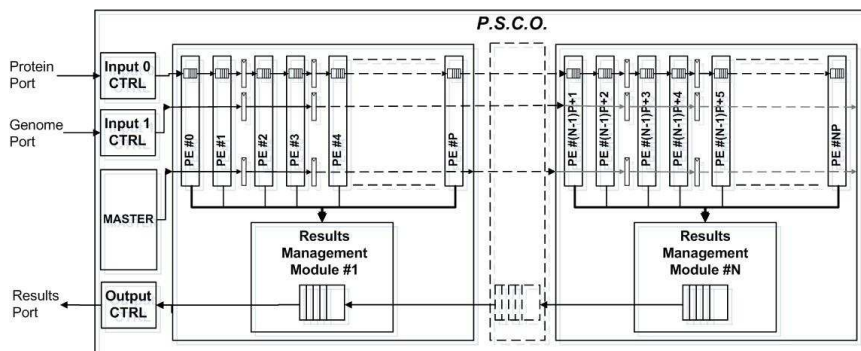 P.S.C.O.
Protein
Port
Input 0
CTRL
Genome
Port
Input 1
CTRL
MASTER
Results
Port
Output
CTRL
PE #0
PE #1
PE #2
PE #3
PE #4
PE #P
Results
Management
Module #1
PE #(N-1)P+1
PE #(N-1)P+2
PE #(N-1)P+3
PE #(N-1)P+4
PE #(N-1)P+5
PE #NP
Results
Management
Module #N